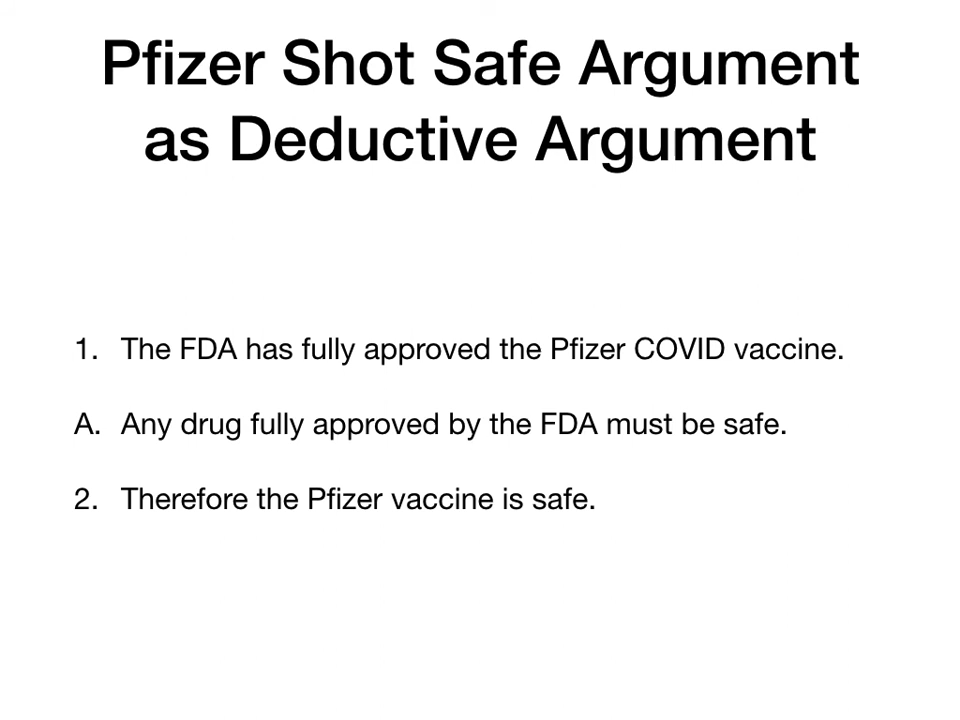 Pfizer Shot Safe Argument
as Deductive Argument
1. The FDA has fully approved the Pfizer COVID vaccine.
A. Any drug fully approved by the FDA must be safe.
2. Therefore the Pfizer vaccine is safe.